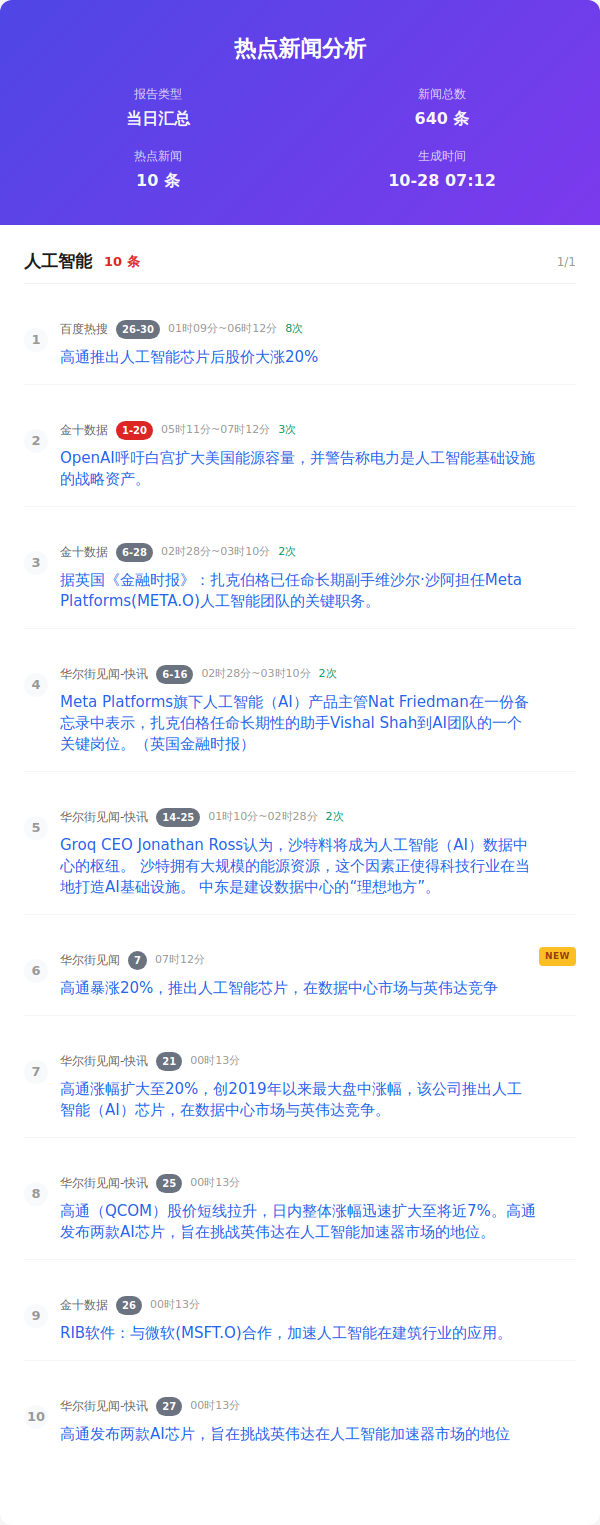 热点新闻分析
报告类型
当日汇总
新闻总数
640 条
热点新闻
10 条
生成时间
10-28 07:12
人工智能 10 条 1/1
1 百度热搜 26-30 01时09分~06时12分 8次
高通推出人工智能芯片后股价大涨20%
2 金十数据 1-20 05时11分~07时12分 3次
OpenAI呼吁白宫扩大美国能源容量，并警告称电力是人工智能基础设施
的战略资产。
3 金十数据 6-28 02时28分~03时10分 2次
据英国《金融时报》：扎克伯格已任命长期副手维沙尔·沙阿担任Meta
Platforms(META.O)人工智能团队的关键职务。
4 华尔街见闻-快讯 6-16 02时28分~03时10分 2次
Meta Platforms旗下人工智能（AI）产品主管Nat Friedman在一份备
忘录中表示，扎克伯格任命长期性的助手Vishal Shah到AI团队的一个
关键岗位。（英国金融时报）
5 华尔街见闻-快讯 14-25 01时10分~02时28分 2次
Groq CEO Jonathan Ross认为，沙特料将成为人工智能（AI）数据中
心的枢纽。 沙特拥有大规模的能源资源，这个因素正使得科技行业在当
地打造AI基础设施。 中东是建设数据中心的“理想地方”。
6 华尔街见闻 7 07时12分 NEW
高通暴涨20%，推出人工智能芯片，在数据中心市场与英伟达竞争
7 华尔街见闻-快讯 21 00时13分
高通涨幅扩大至20%，创2019年以来最大盘中涨幅，该公司推出人工
智能（AI）芯片，在数据中心市场与英伟达竞争。
8 华尔街见闻-快讯 25 00时13分
高通（QCOM）股价短线拉升，日内整体涨幅迅速扩大至将近7%。高通
发布两款AI芯片，旨在挑战英伟达在人工智能加速器市场的地位。
9 金十数据 26 00时13分
RIB软件：与微软(MSFT.O)合作，加速人工智能在建筑行业的应用。
10 华尔街见闻-快讯 27 00时13分
高通发布两款AI芯片，旨在挑战英伟达在人工智能加速器市场的地位